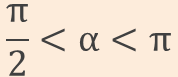 π/2 < α < π